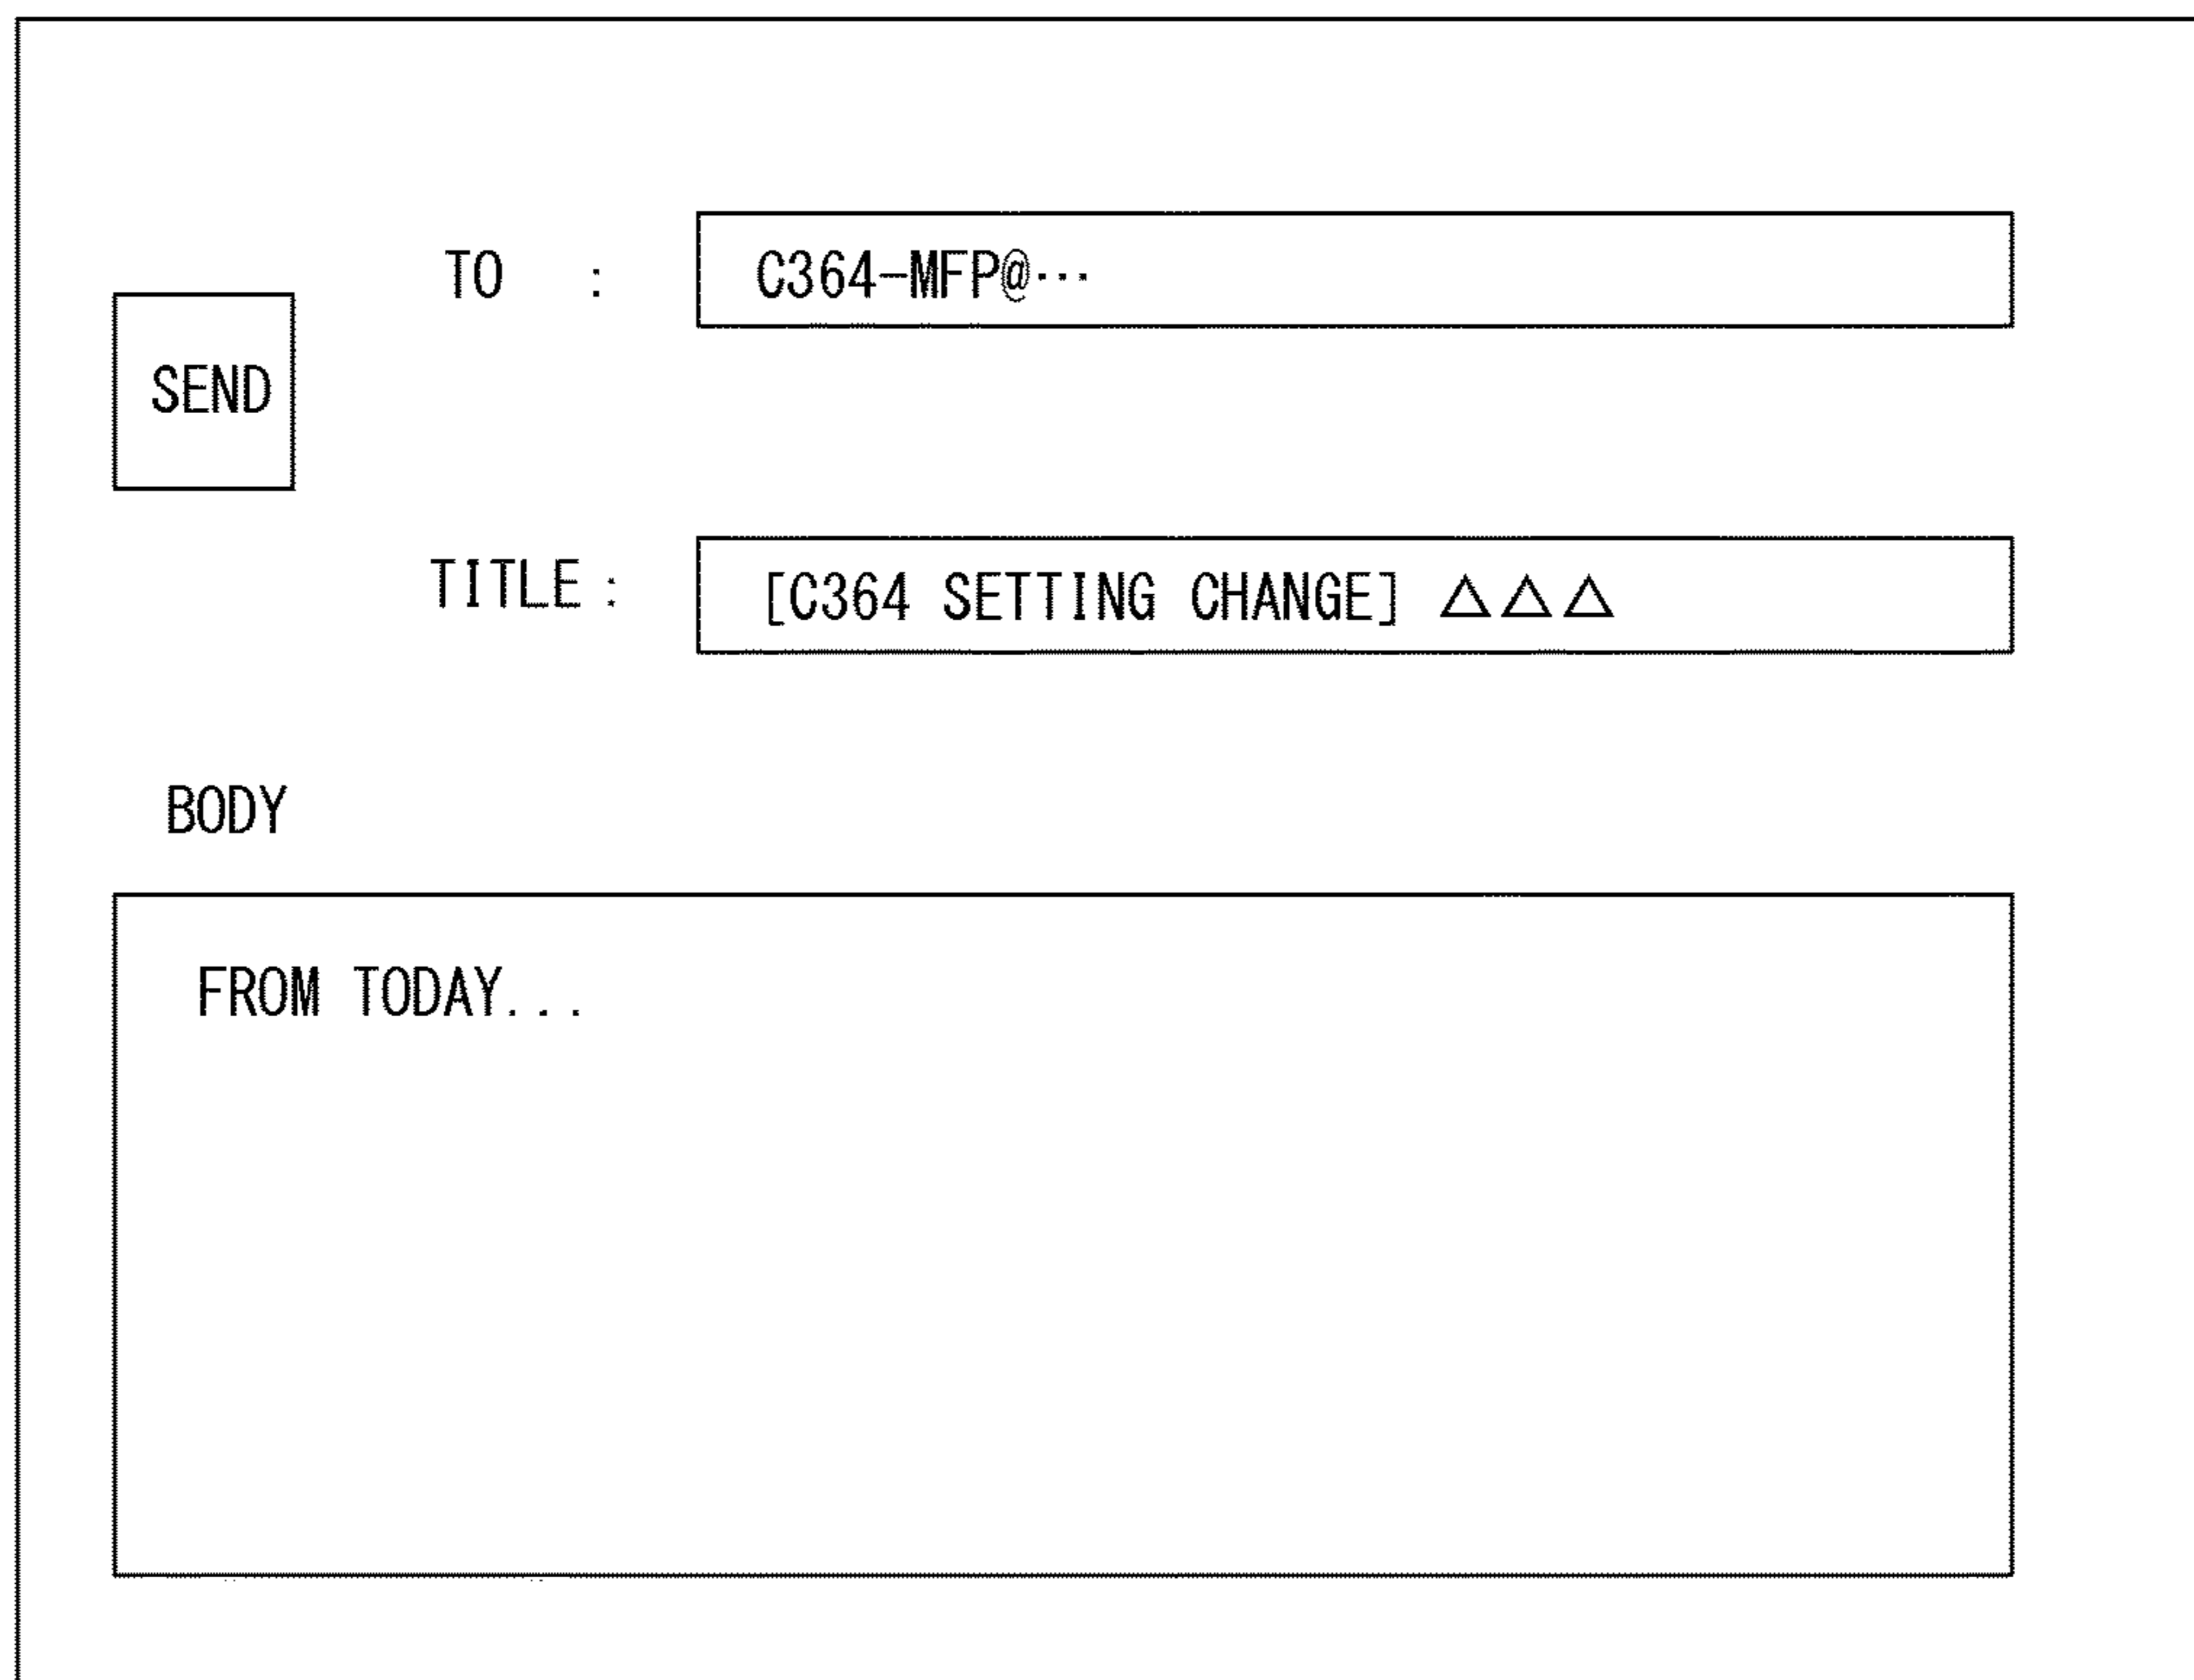 TO : C364-MFP@…
SEND
TITLE : [C364 SETTING CHANGE] △△△
BODY
FROM TODAY...